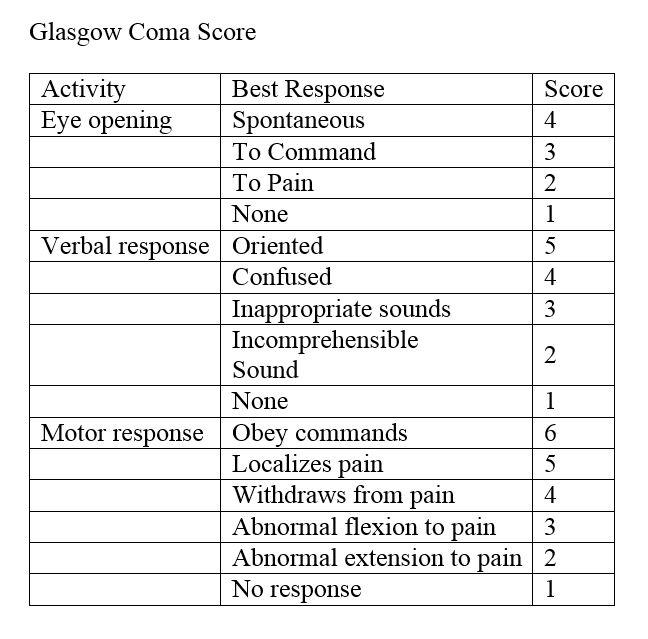 Glasgow Coma Score
Activity Best Response Score
Eye opening Spontaneous 4
To Command 3
To Pain 2
None 1
Verbal response Oriented 5
Confused 4
Inappropriate sounds 3
Incomprehensible
Sound 2
None 1
Motor response Obey commands 6
Localizes pain 5
Withdraws from pain 4
Abnormal flexion to pain 3
Abnormal extension to pain 2
No response 1